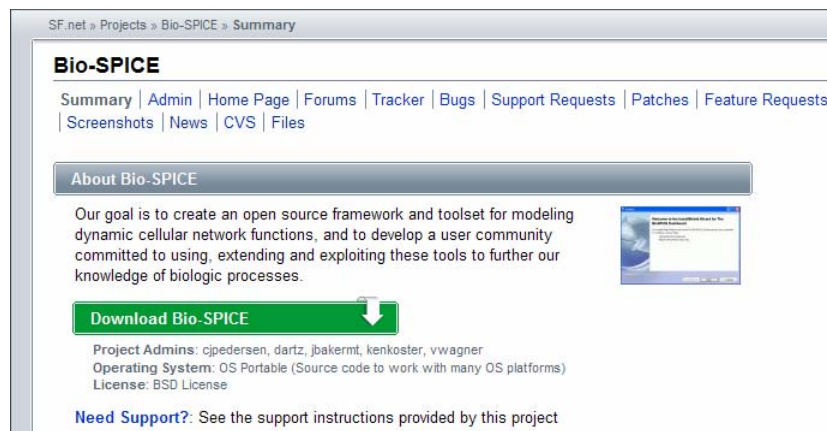 SF.net » Projects » Bio-SPICE » Summary
Bio-SPICE
Summary | Admin | Home Page | Forums | Tracker | Bugs | Support Requests | Patches | Feature Requests
| Screenshots | News | CVS | Files
About Bio-SPICE
Our goal is to create an open source framework and toolset for modeling
dynamic cellular network functions, and to develop a user community
committed to using, extending and exploiting these tools to further our
knowledge of biologic processes.
Download Bio-SPICE
Project Admins: cjpedersen, dartz, jbakermt, kenkoster, vwagner
Operating System: OS Portable (Source code to work with many OS platforms)
License: BSD License
Need Support?: See the support instructions provided by this project